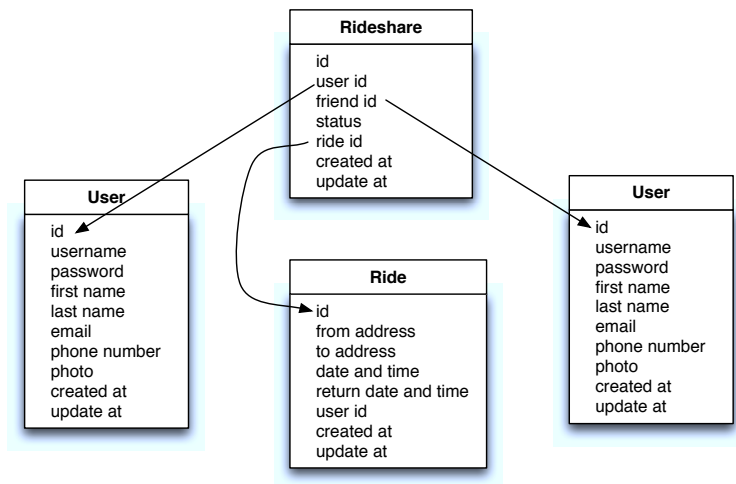 Rideshare
id
user id
friend id
status
ride id
created at
update at
User
id
username
password
first name
last name
email
phone number
photo
created at
update at
Ride
id
from address
to address
date and time
return date and time
user id
created at
update at
User
id
username
password
first name
last name
email
phone number
photo
created at
update at